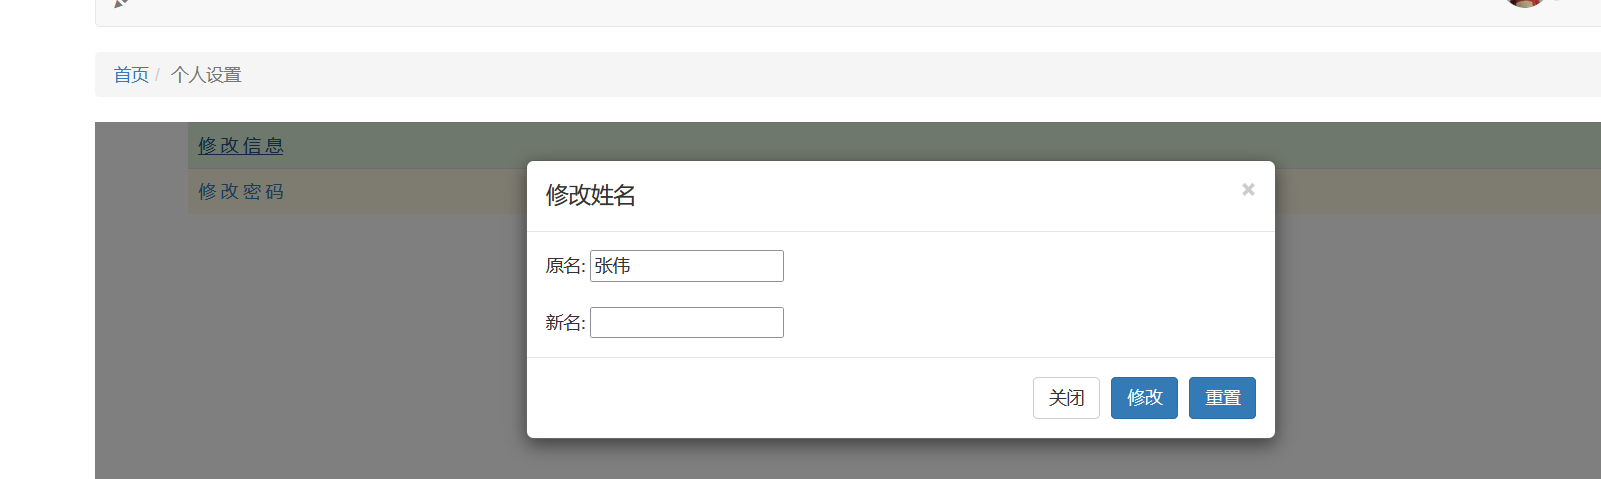 首页 / 个人设置
修改信息
修改密码
修改姓名 ×
原名: 张伟
新名:
关闭 修改 重置